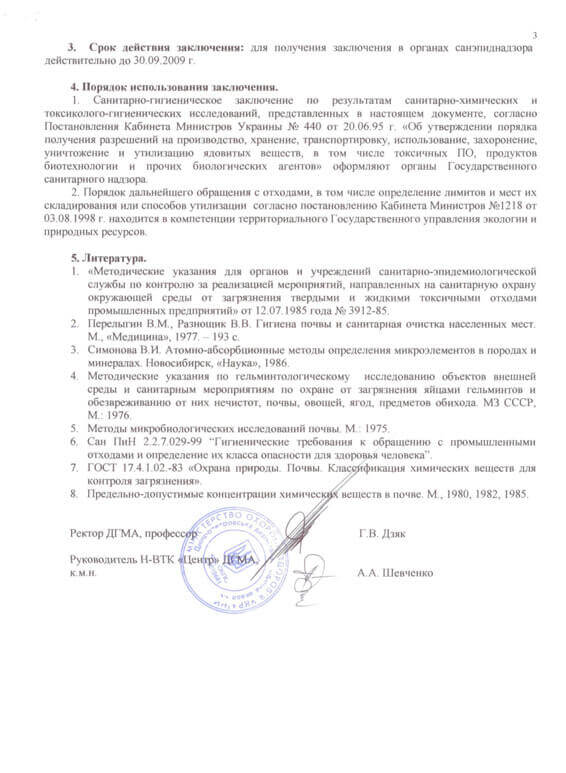 3
3. Срок действия заключения: для получения заключения в органах санэпиднадзора
действительно до 30.09.2009 г.
4. Порядок использования заключения.
1. Санитарно-гигиеническое заключение по результатам санитарно-химических и
токсиколого-гигиенических исследований, представленных в настоящем документе, согласно
Постановления Кабинета Министров Украины № 440 от 20.06.95 г. «Об утверждении порядка
получения разрешений на производство, хранение, транспортировку, использование, захоронение,
уничтожение и утилизацию ядовитых веществ, в том числе токсичных ПО, продуктов
биотехнологии и прочих биологических агентов» оформляют органы Государственного
санитарного надзора.
2. Порядок дальнейшего обращения с отходами, в том числе определение лимитов и мест их
складирования или способов утилизации согласно постановлению Кабинета Министров №1218 от
03.08.1998 г. находится в компетенции территориального Государственного управления экологии и
природных ресурсов.
5. Литература.
1. «Методические указания для органов и учреждений санитарно-эпидемиологической
службы по контролю за реализацией мероприятий, направленных на санитарную охрану
окружающей среды от загрязнения твердыми и жидкими токсичными отходами
промышленных предприятий» от 12.07.1985 года № 3912-85.
2. Перелыгин В.М., Разнощик В.В. Гигиена почвы и санитарная очистка населенных мест.
М., «Медицина», 1977. – 193 с.
3. Симонова В.И. Атомно-абсорбционные методы определения микроэлементов в породах и
минералах. Новосибирск, «Наука», 1986.
4. Методические указания по гельминтологическому исследованию объектов внешней
среды и санитарным мероприятиям по охране от загрязнения яйцами гельминтов и
обезвреживанию от них нечистот, почвы, овощей, ягод, предметов обихода. МЗ СССР,
М.: 1976.
5. Методы микробиологических исследований почвы. М.: 1975.
6. Сан ПиН 2.2.7.029-99 “Гигиенические требования к обращению с промышленными
отходами и определение их класса опасности для здоровья человека”.
7. ГОСТ 17.4.1.02.-83 «Охрана природы. Почвы. Классификация химических веществ для
контроля загрязнения».
8. Предельно-допустимые концентрации химических веществ в почве. М., 1980, 1982, 1985.
Ректор ДГМА, профессор Г.В. Дзяк
Руководитель Н-ВТК «Центр» ДГМА,
к.м.н. А.А. Шевченко